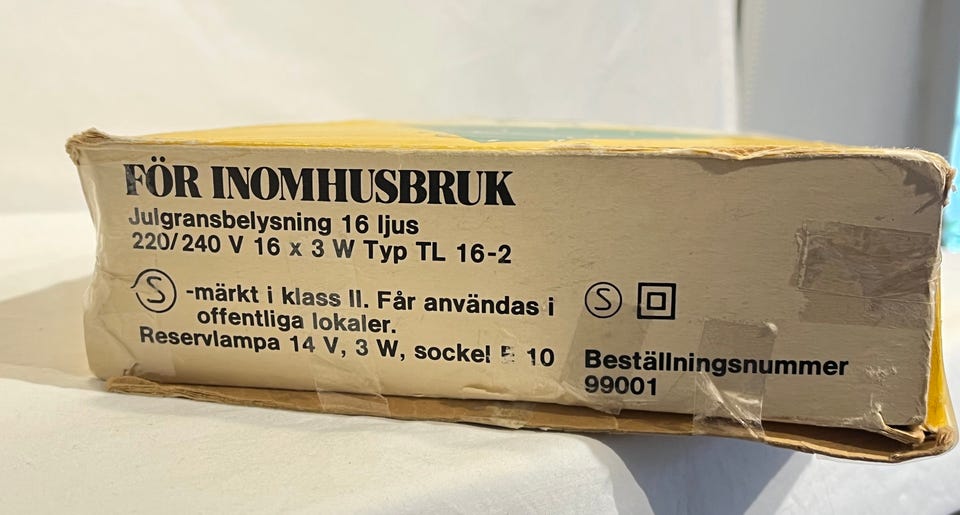 FÖR INOMHUSBRUK
Julgransbelysning 16 ljus
220/240 V 16 x 3 W Typ TL 16-2
S -märkt i klass II. Får användas i
offentliga lokaler.
Reservlampa 14 V, 3 W, sockel E 10
S
Beställningsnummer
99001